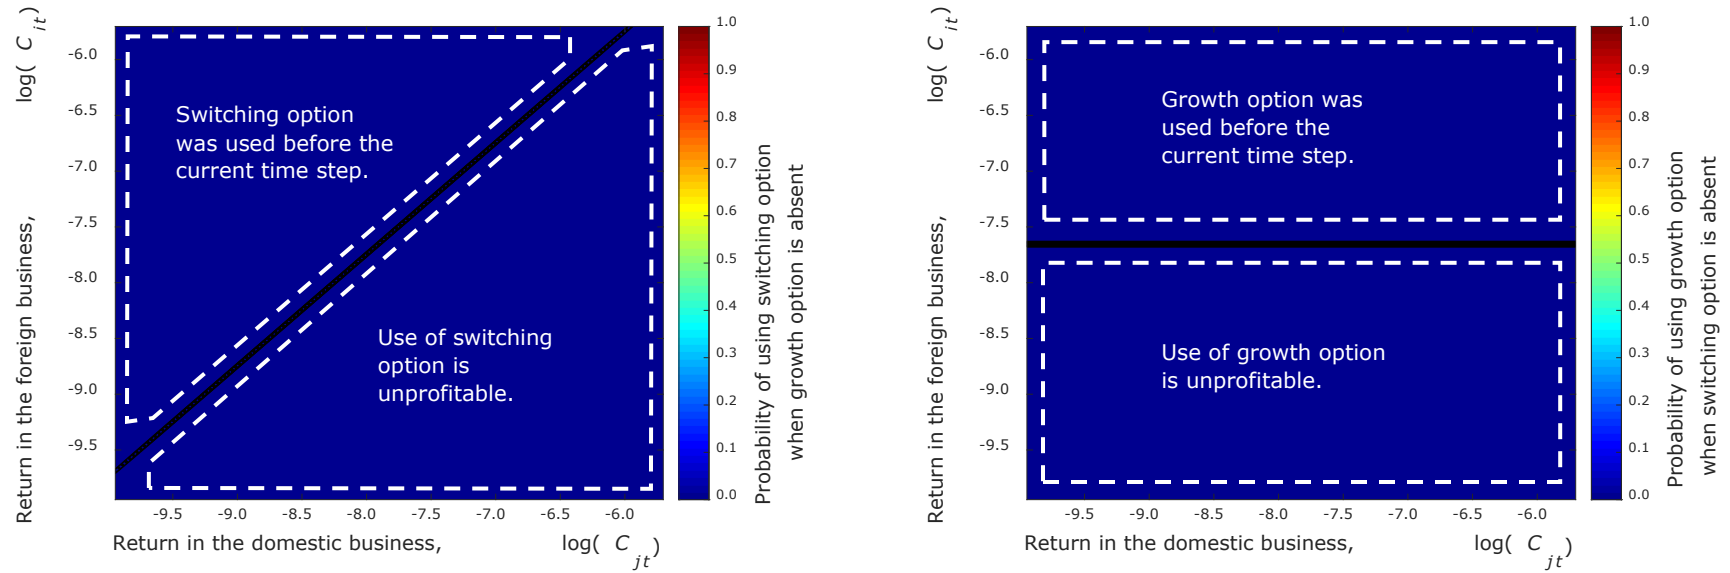 log( C it)
Return in the foreign business,
-6.0
-6.5
-7.0
-7.5
-8.0
-8.5
-9.0
-9.5
Switching option
was used before the
current time step.
Use of switching
option is
unprofitable.
-9.5 -9.0 -8.5 -8.0 -7.5 -7.0 -6.5 -6.0
Return in the domestic business, log( C jt)
1.0
0.9
0.8
0.7
0.6
0.5
0.4
0.3
0.2
0.1
0.0
Probability of using switching option
when growth option is absent
log( C it)
Return in the foreign business,
-6.0
-6.5
-7.0
-7.5
-8.0
-8.5
-9.0
-9.5
Growth option was
used before the
current time step.
Use of growth option
is unprofitable.
-9.5 -9.0 -8.5 -8.0 -7.5 -7.0 -6.5 -6.0
Return in the domestic business, log( C jt)
1.0
0.9
0.8
0.7
0.6
0.5
0.4
0.3
0.2
0.1
0.0
Probability of using growth option
when switching option is absent